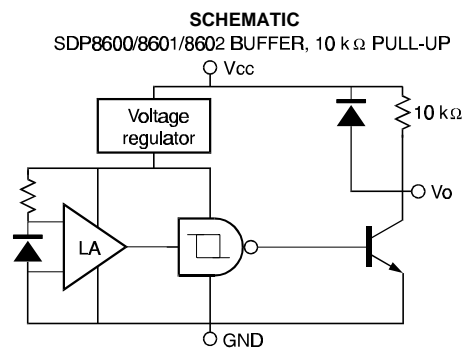 SCHEMATIC
SDP8600/8601/8602 BUFFER, 10 kΩ PULL-UP
Vcc
Voltage
regulator
10 kΩ
Vo
LA
GND